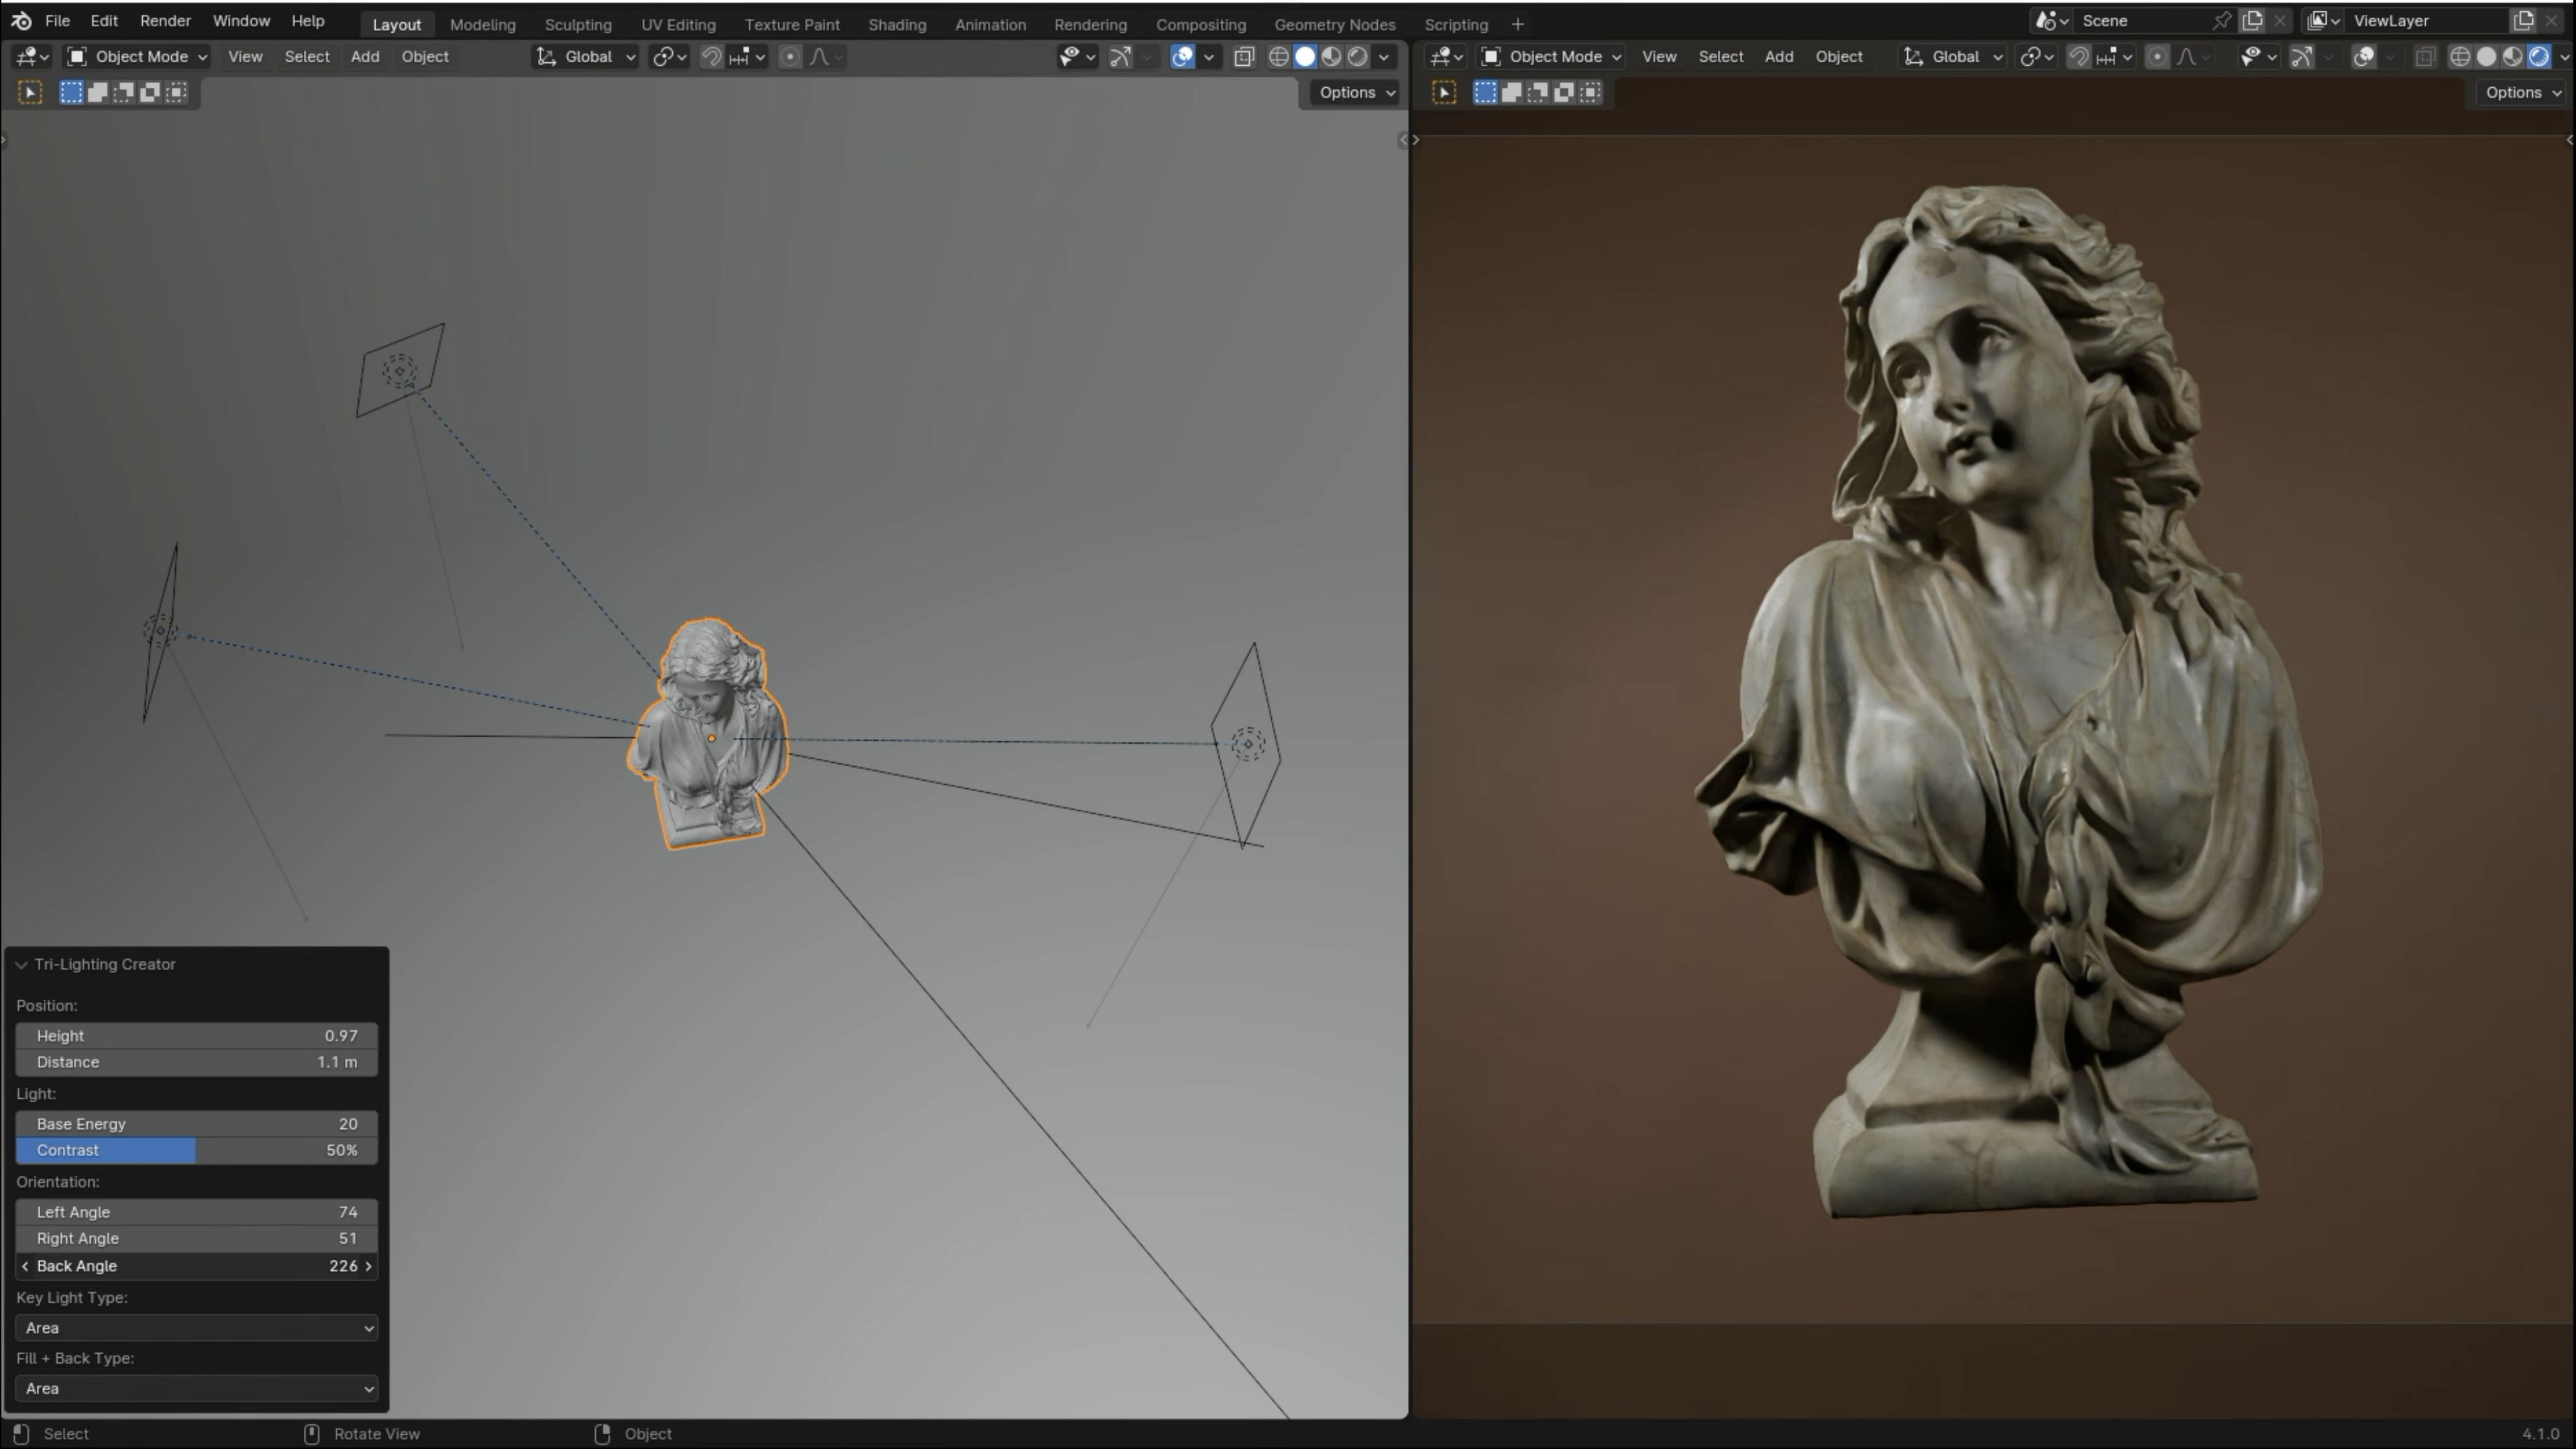 File Edit Render Window Help Layout Modeling Sculpting UV Editing Texture Paint Shading Animation Rendering Compositing Geometry Nodes Scripting + Scene ViewLayer
Object Mode View Select Add Object Global Object Mode View Select Add Object Global
Options Options
Tri-Lighting Creator
Position:
Height 0.97
Distance 1.1 m
Light:
Base Energy 20
Contrast 50%
Orientation:
Left Angle 74
Right Angle 51
Back Angle 226
Key Light Type:
Area
Fill + Back Type:
Area
Select Rotate View Object 4.1.0